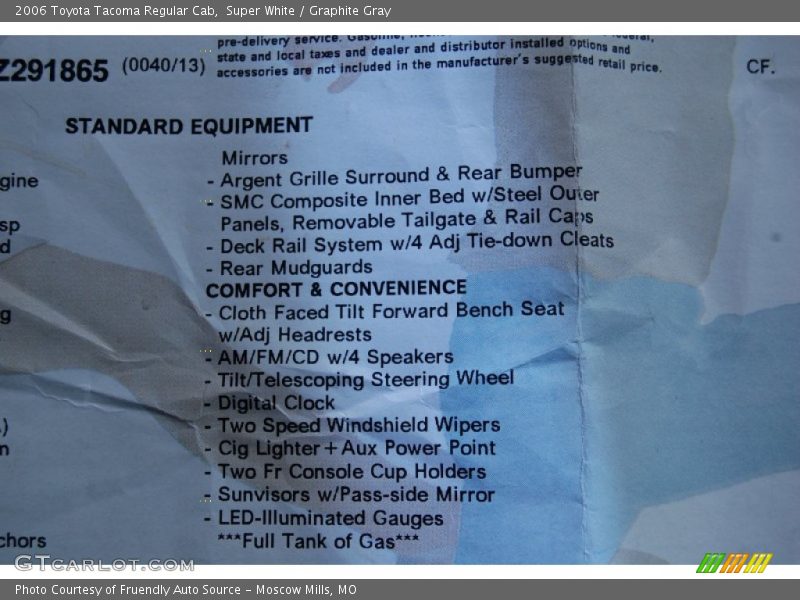 2006 Toyota Tacoma Regular Cab, Super White / Graphite Gray
pre-delivery service. Gasoline,
state and local taxes and dealer and distributor installed options and
Z291865 (0040/13) accessories are not included in the manufacturer's suggested retail price. CF.
STANDARD EQUIPMENT
Mirrors
gine - Argent Grille Surround & Rear Bumper
- SMC Composite Inner Bed w/Steel Outer
sp Panels, Removable Tailgate & Rail Caps
d - Deck Rail System w/4 Adj Tie-down Cleats
- Rear Mudguards
COMFORT & CONVENIENCE
g - Cloth Faced Tilt Forward Bench Seat
w/Adj Headrests
- AM/FM/CD w/4 Speakers
- Tilt/Telescoping Steering Wheel
- Digital Clock
.) - Two Speed Windshield Wipers
n - Cig Lighter+Aux Power Point
- Two Fr Console Cup Holders
- Sunvisors w/Pass-side Mirror
- LED-Illuminated Gauges
chors ***Full Tank of Gas***
GTcarlot.com
Photo Courtesy of Fruendly Auto Source – Moscow Mills, MO